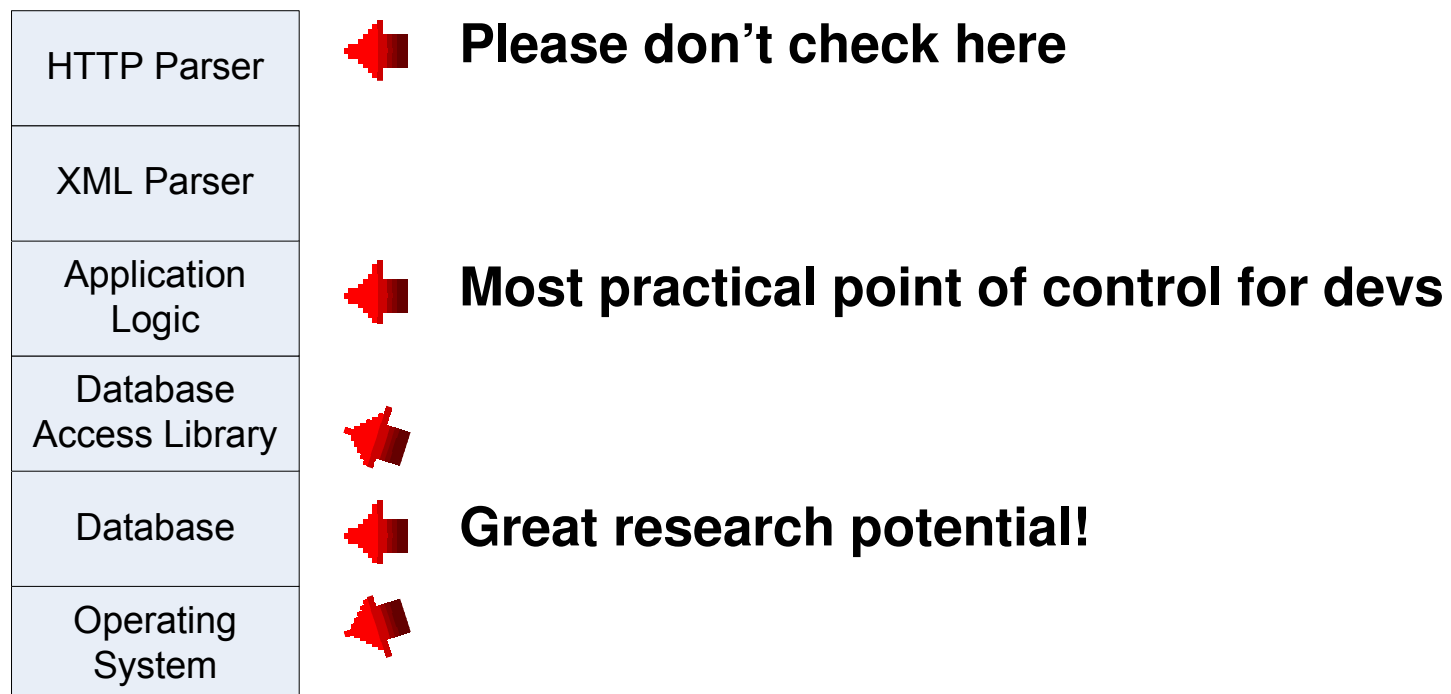 HTTP Parser
Please don’t check here
XML Parser
Application
Logic
Most practical point of control for devs
Database
Access Library
Database
Great research potential!
Operating
System